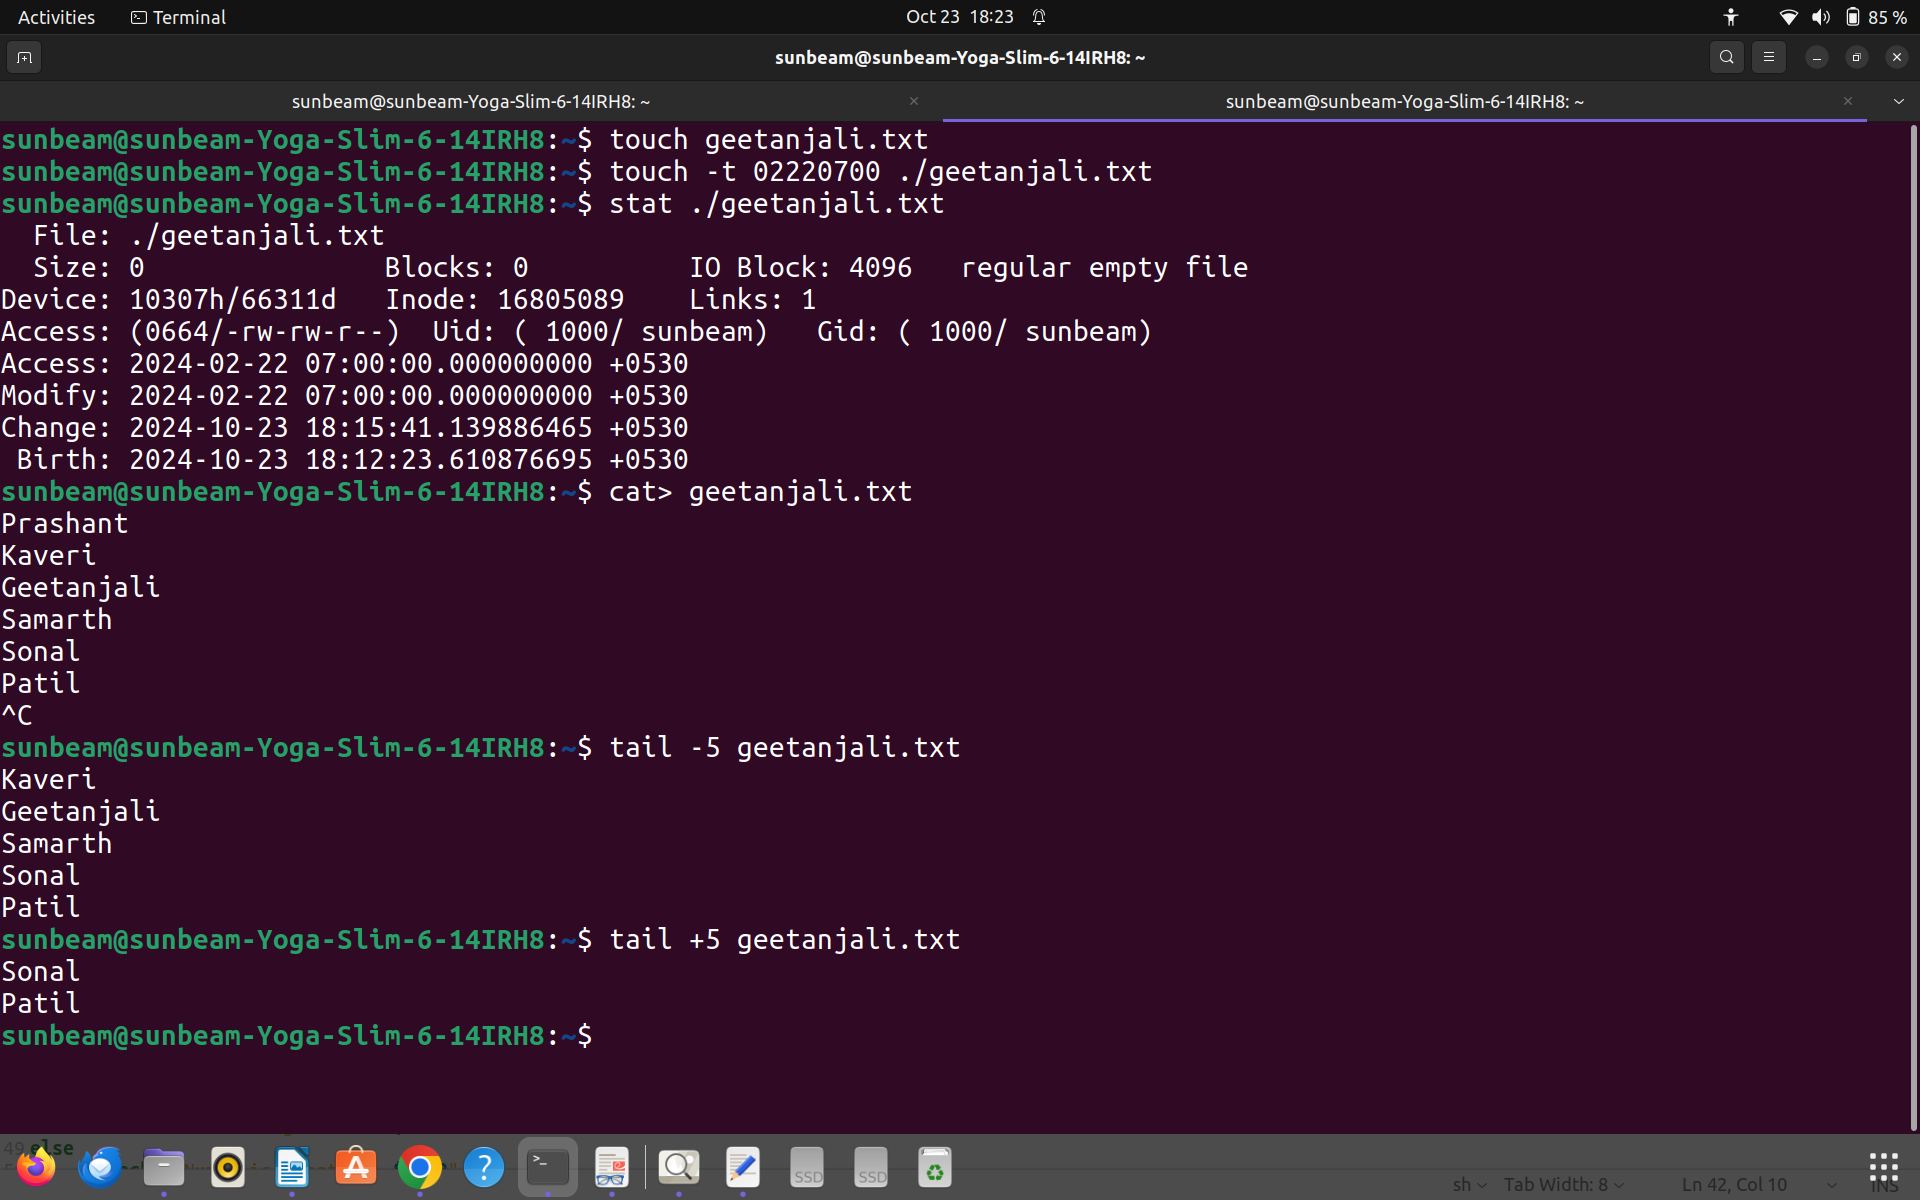 Activities Terminal Oct 23 18:23 85 %
sunbeam@sunbeam-Yoga-Slim-6-14IRH8: ~
sunbeam@sunbeam-Yoga-Slim-6-14IRH8: ~ × sunbeam@sunbeam-Yoga-Slim-6-14IRH8: ~ ×
sunbeam@sunbeam-Yoga-Slim-6-14IRH8:~$ touch geetanjali.txt
sunbeam@sunbeam-Yoga-Slim-6-14IRH8:~$ touch -t 02220700 ./geetanjali.txt
sunbeam@sunbeam-Yoga-Slim-6-14IRH8:~$ stat ./geetanjali.txt
  File: ./geetanjali.txt
  Size: 0               Blocks: 0          IO Block: 4096   regular empty file
Device: 10307h/66311d   Inode: 16805089    Links: 1
Access: (0664/-rw-rw-r--)  Uid: ( 1000/ sunbeam)   Gid: ( 1000/ sunbeam)
Access: 2024-02-22 07:00:00.000000000 +0530
Modify: 2024-02-22 07:00:00.000000000 +0530
Change: 2024-10-23 18:15:41.139886465 +0530
 Birth: 2024-10-23 18:12:23.610876695 +0530
sunbeam@sunbeam-Yoga-Slim-6-14IRH8:~$ cat> geetanjali.txt
Prashant
Kaveri
Geetanjali
Samarth
Sonal
Patil
^C
sunbeam@sunbeam-Yoga-Slim-6-14IRH8:~$ tail -5 geetanjali.txt
Kaveri
Geetanjali
Samarth
Sonal
Patil
sunbeam@sunbeam-Yoga-Slim-6-14IRH8:~$ tail +5 geetanjali.txt
Sonal
Patil
sunbeam@sunbeam-Yoga-Slim-6-14IRH8:~$
49 else
SSD SSD
sh Tab Width: 8 Ln 42, Col 10 INS